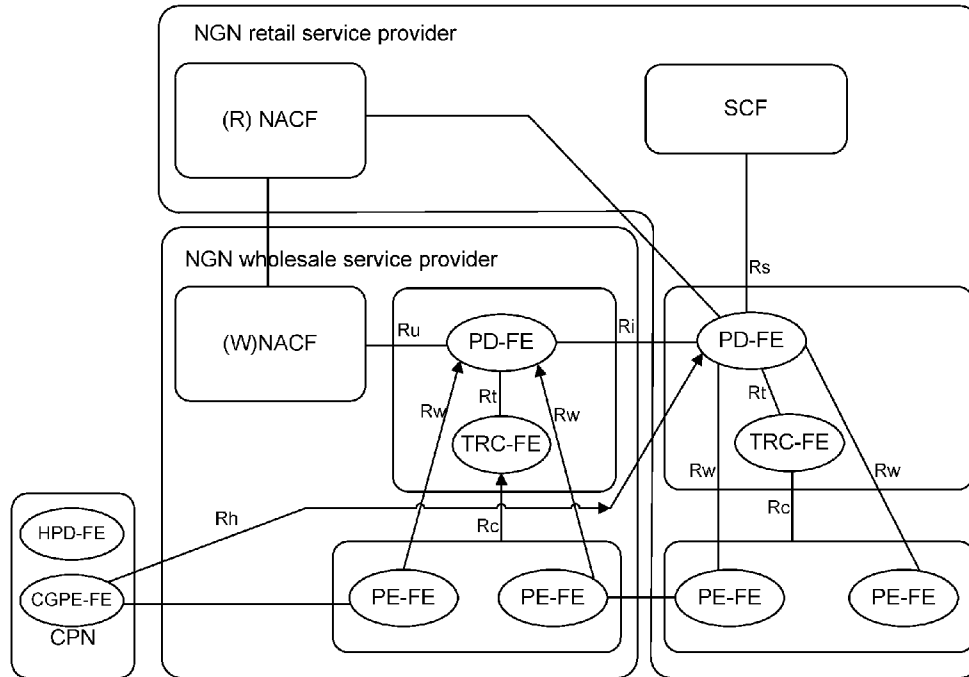 NGN retail service provider
(R) NACF
SCF
NGN wholesale service provider
Rs
(W)NACF
Ru
PD-FE
Ri
PD-FE
Rt
Rt
Rw
Rw
TRC-FE
TRC-FE
Rw
Rw
Rh
Rc
Rc
HPD-FE
CGPE-FE
CPN
PE-FE
PE-FE
PE-FE
PE-FE